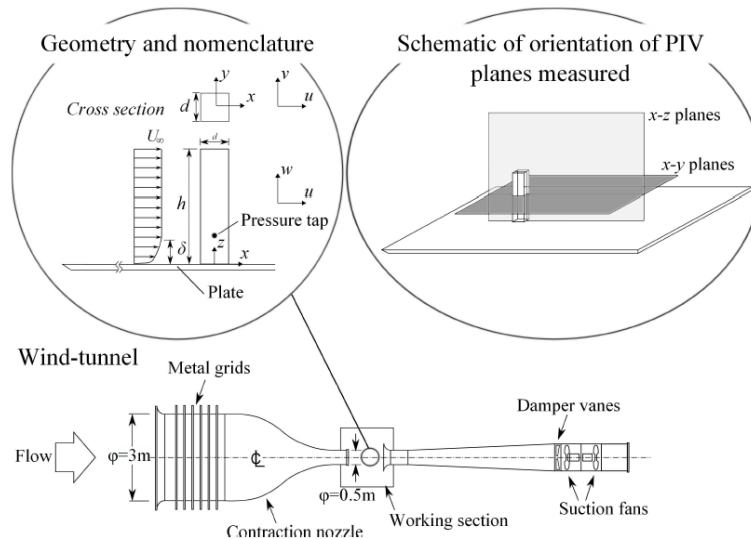 Geometry and nomenclature
y
v
Cross section
d
x
u
U∞
d
w
h
u
Pressure tap
δ
z
x
Plate
Schematic of orientation of PIV
planes measured
x-z planes
x-y planes
Wind-tunnel
Metal grids
Flow
φ=3m
℄
φ=0.5m
Contraction nozzle
Working section
Damper vanes
Suction fans